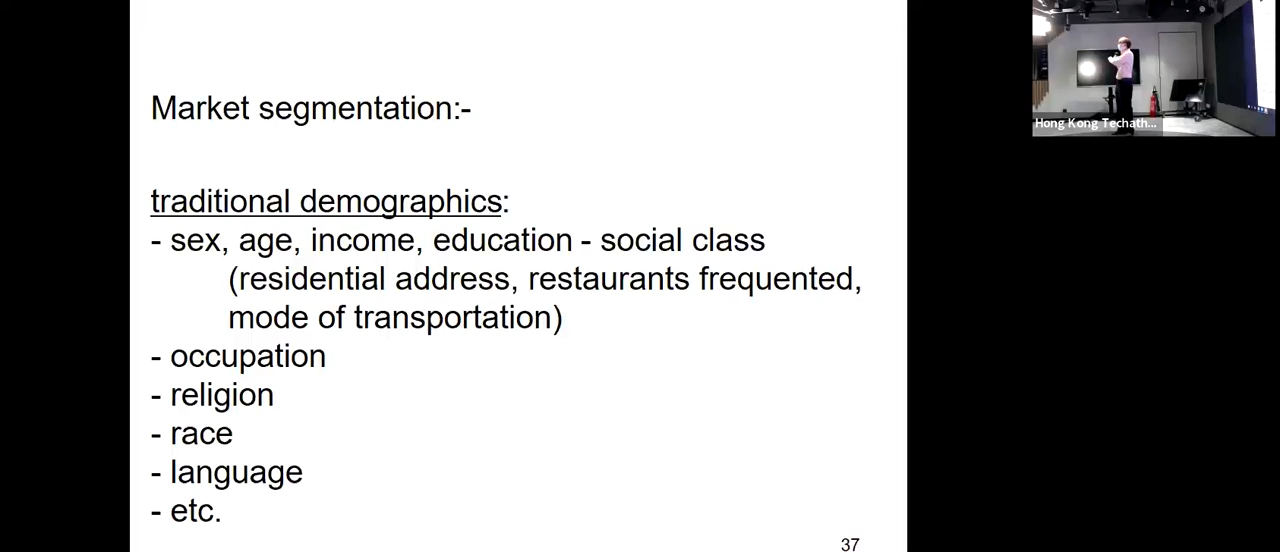 Market segmentation:-
traditional demographics:
- sex, age, income, education - social class
(residential address, restaurants frequented,
mode of transportation)
- occupation
- religion
- race
- language
- etc.
37
Hong Kong Techath...